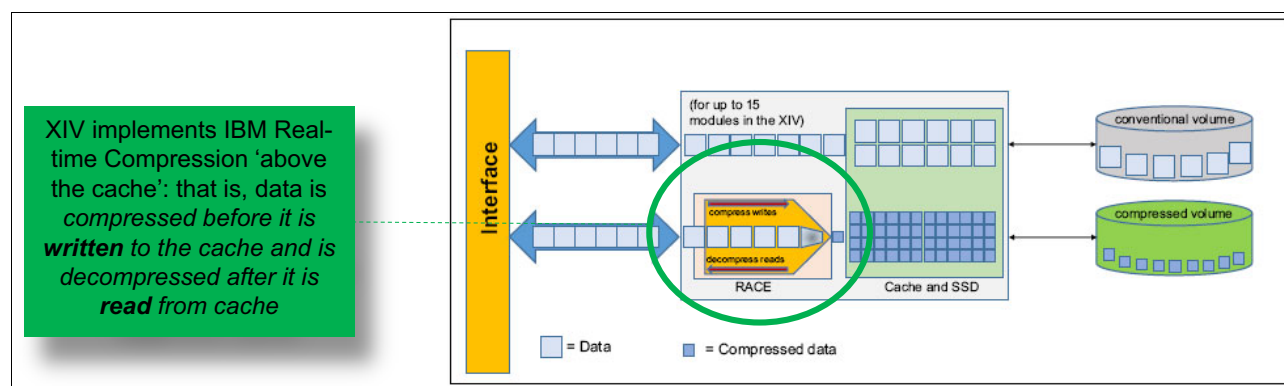 XIV implements IBM Real-
time Compression ‘above
the cache’: that is, data is
compressed before it is
written to the cache and is
decompressed after it is
read from cache
Interface
(for up to 15
modules in the XIV)
compress writes
decompress reads
RACE
Cache and SSD
conventional volume
compressed volume
= Data
= Compressed data